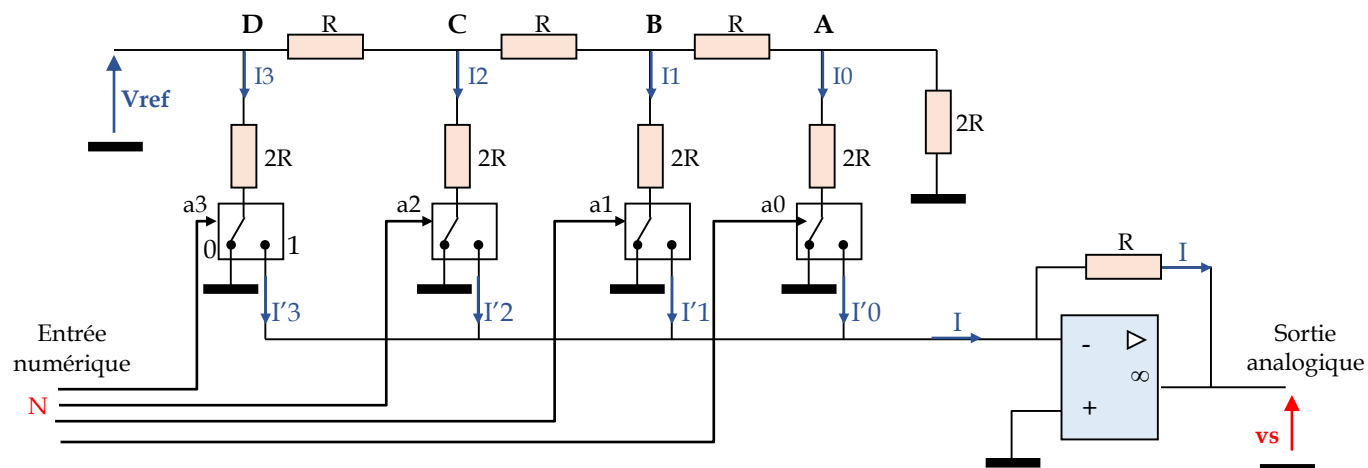 D R C R B R A
I3 I2 I1 I0
Vref
2R 2R 2R 2R 2R
a3 a2 a1 a0
0 1
R I
I'3 I'2 I'1 I'0 I
Entrée
numérique
N
- ▷
∞
+
Sortie
analogique
vs